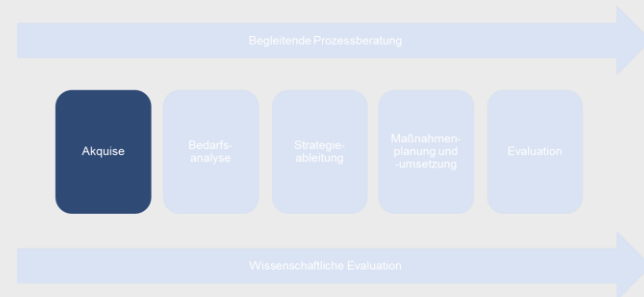 Begleitende Prozessberatung
Akquise
Bedarfs-
analyse
Strategie-
ableitung
Maßnahmen-
planung und
-umsetzung
Evaluation
Wissenschaftliche Evaluation